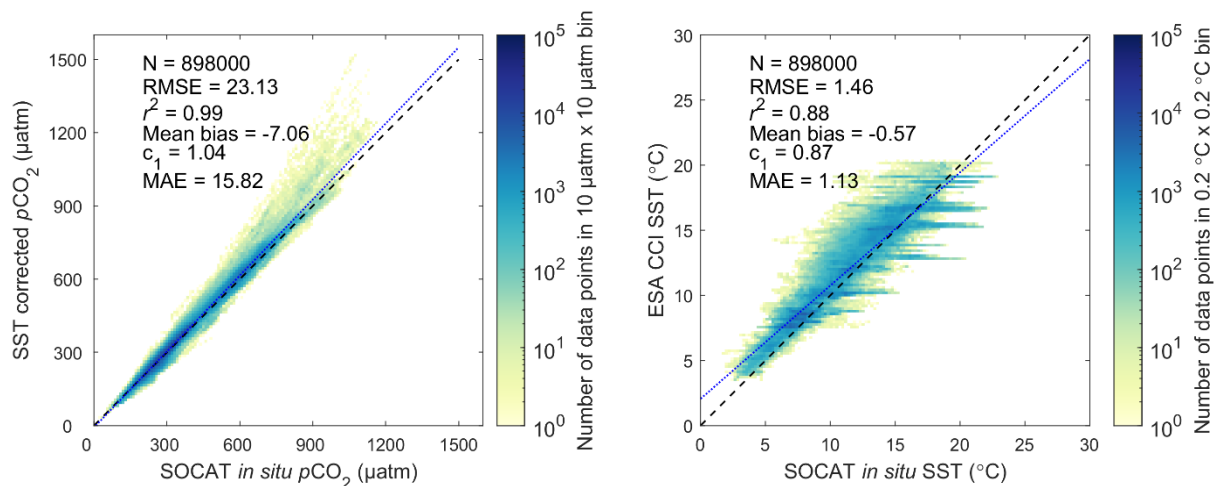 1500
1200
900
600
300
0
SST corrected pCO₂ (µatm)
N = 898000
RMSE = 23.13
r² = 0.99
Mean bias = -7.06
c₁ = 1.04
MAE = 15.82
0 300 600 900 1200 1500
SOCAT in situ pCO₂ (µatm)
10⁵
10⁴
10³
10²
10¹
10⁰
Number of data points in 10 µatm x 10 µatm bin
30
25
20
15
10
5
0
ESA CCI SST (°C)
N = 898000
RMSE = 1.46
r² = 0.88
Mean bias = -0.57
c₁ = 0.87
MAE = 1.13
0 5 10 15 20 25 30
SOCAT in situ SST (°C)
10⁵
10⁴
10³
10²
10¹
10⁰
Number of data points in 0.2 °C x 0.2 °C bin